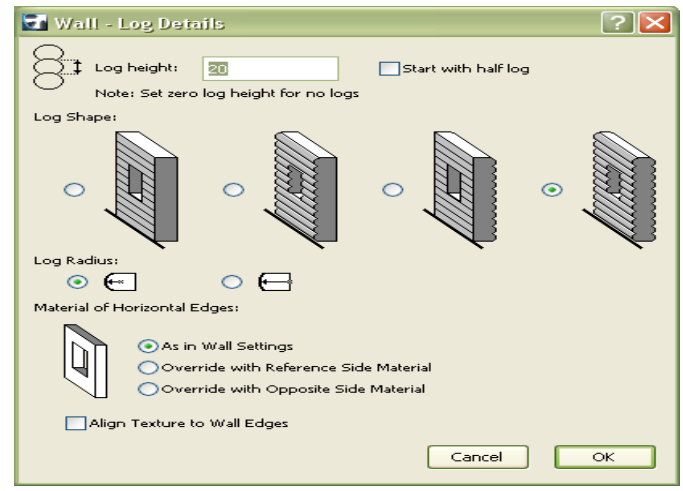 Wall - Log Details
Log height: 20 Start with half log
Note: Set zero log height for no logs
Log Shape:
Log Radius:
Material of Horizontal Edges:
As in Wall Settings
Override with Reference Side Material
Override with Opposite Side Material
Align Texture to Wall Edges
Cancel OK